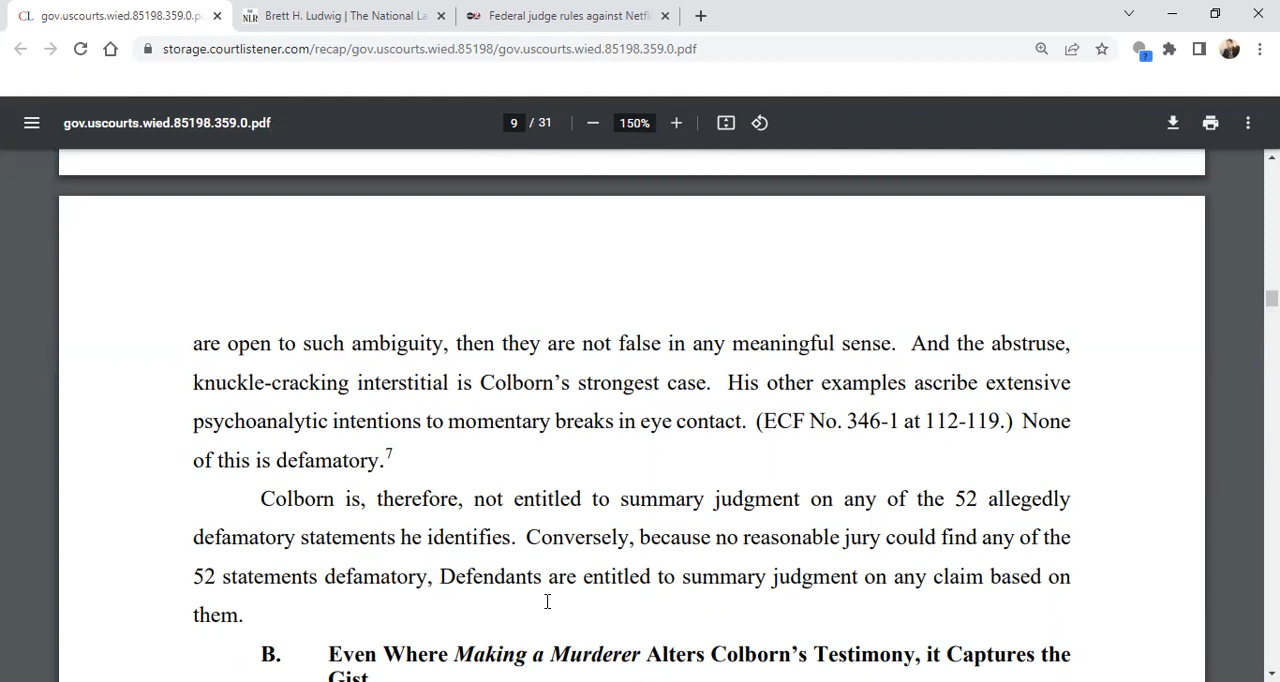 CL gov.uscourts.wied.85198.359.0.p
THE NLR Brett H. Ludwig | The National La
Federal judge rules against Netfl
storage.courtlistener.com/recap/gov.uscourts.wied.85198/gov.uscourts.wied.85198.359.0.pdf
?
gov.uscourts.wied.85198.359.0.pdf
9 / 31
150%
are open to such ambiguity, then they are not false in any meaningful sense. And the abstruse,
knuckle-cracking interstitial is Colborn’s strongest case. His other examples ascribe extensive
psychoanalytic intentions to momentary breaks in eye contact. (ECF No. 346-1 at 112-119.) None
of this is defamatory.7
Colborn is, therefore, not entitled to summary judgment on any of the 52 allegedly
defamatory statements he identifies. Conversely, because no reasonable jury could find any of the
52 statements defamatory, Defendants are entitled to summary judgment on any claim based on
them.
B. Even Where Making a Murderer Alters Colborn’s Testimony, it Captures the
Gist